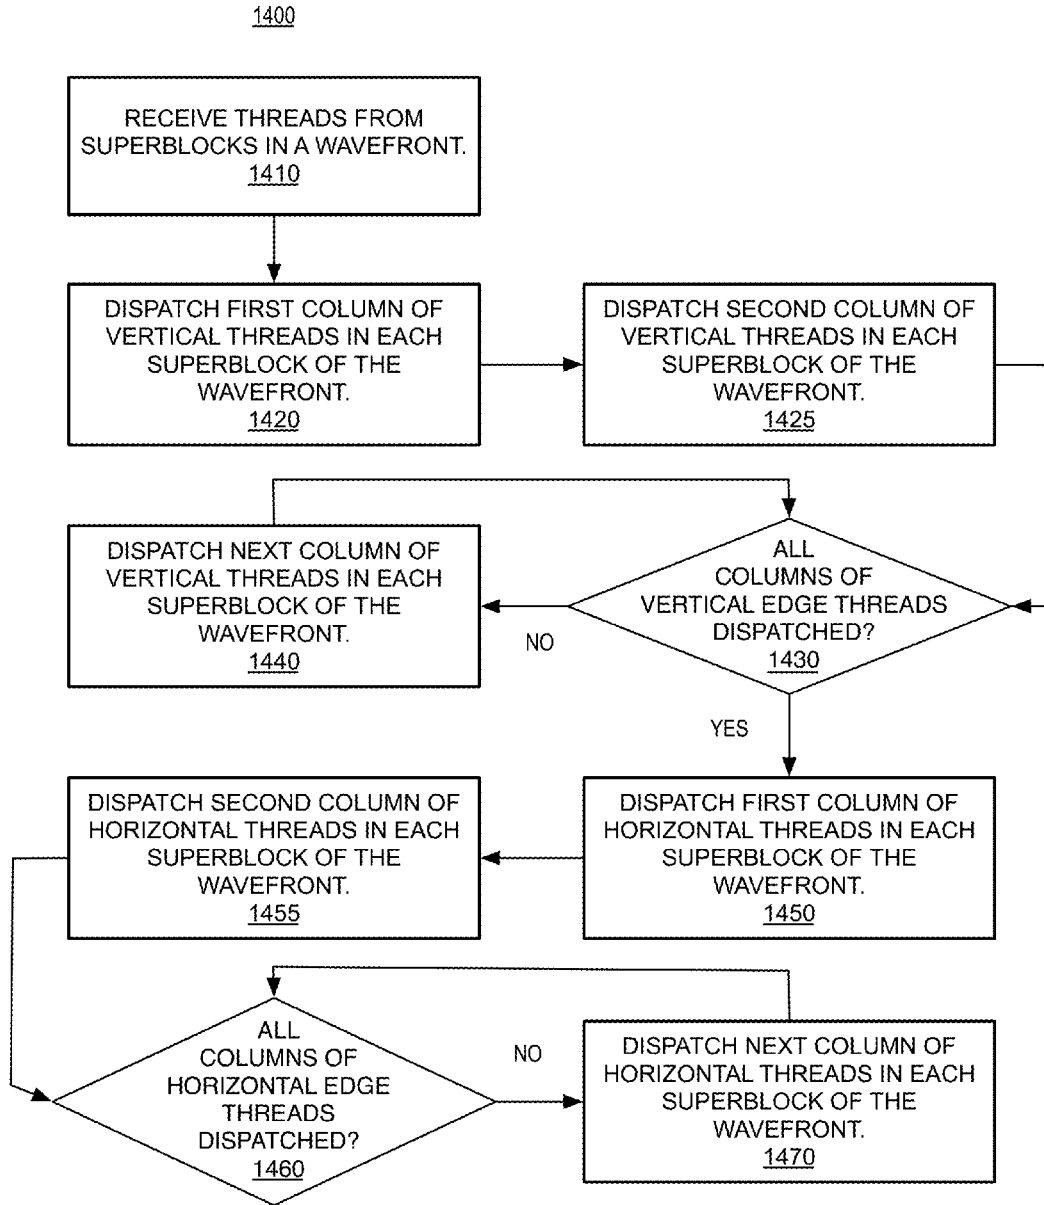 1400
RECEIVE THREADS FROM
SUPERBLOCKS IN A WAVEFRONT.
1410
DISPATCH FIRST COLUMN OF
VERTICAL THREADS IN EACH
SUPERBLOCK OF THE
WAVEFRONT.
1420
DISPATCH SECOND COLUMN OF
VERTICAL THREADS IN EACH
SUPERBLOCK OF THE
WAVEFRONT.
1425
ALL
COLUMNS OF
VERTICAL EDGE THREADS
DISPATCHED?
1430
NO
DISPATCH NEXT COLUMN OF
VERTICAL THREADS IN EACH
SUPERBLOCK OF THE
WAVEFRONT.
1440
YES
DISPATCH FIRST COLUMN OF
HORIZONTAL THREADS IN EACH
SUPERBLOCK OF THE
WAVEFRONT.
1450
DISPATCH SECOND COLUMN OF
HORIZONTAL THREADS IN EACH
SUPERBLOCK OF THE
WAVEFRONT.
1455
ALL
COLUMNS OF
HORIZONTAL EDGE
THREADS
DISPATCHED?
1460
NO
DISPATCH NEXT COLUMN OF
HORIZONTAL THREADS IN EACH
SUPERBLOCK OF THE
WAVEFRONT.
1470